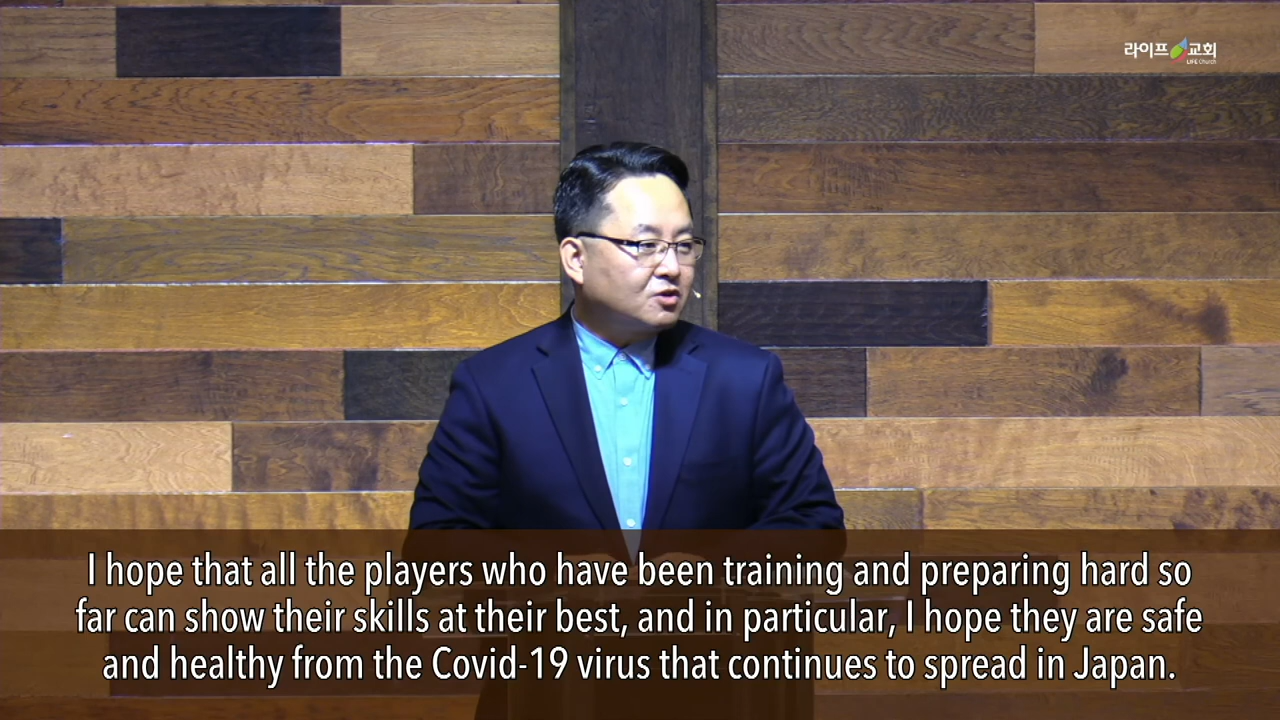 라이프 교회
LIFE Church
I hope that all the players who have been training and preparing hard so
far can show their skills at their best, and in particular, I hope they are safe
and healthy from the Covid-19 virus that continues to spread in Japan.